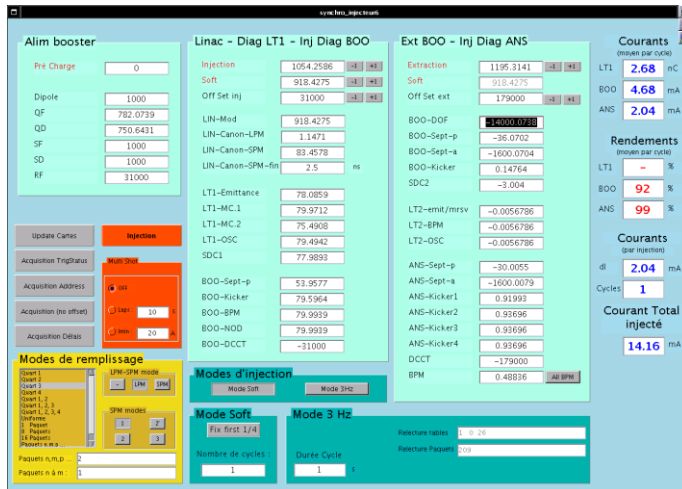 synchro_injecteurs
Alim booster
Pré Charge 0
Dipole 1000
QF 782.0739
QD 750.6431
SF 1000
SD 1000
RF 31000
Linac - Diag LT1 - Inj Diag BOO
Injection 1054.2586 -1 +1
Soft 918.4275 -1 +1
Off Set inj 31000 -1 +1
LIN-Mod 918.4275
LIN-Canon-LPM 1.1471
LIN-Canon-SPM 83.4578
LIN-Canon-SPM-fin 2.5 ns
LT1-Emittance 78.0859
LT1-MC.1 79.9712
LT1-MC.2 75.4908
LT1-OSC 79.4942
SDC1 77.9893
BOO-Sept-p 53.9577
BOO-Kicker 79.5964
BOO-BPM 79.9939
BOO-NOD 79.9939
BOO-DCCT -31000
Ext BOO - Inj Diag ANS
Extraction 1195.3141 -1 +1
Soft 918.4275
Off Set ext 179000 -1 +1
BOO-DOF -14000.0738
BOO-Sept-p -36.0702
BOO-Sept-a -1600.0704
BOO-Kicker 0.14764
SDC2 -3.004
LT2-emit/mrsv -0.0056786
LT2-BPM -0.0056786
LT2-OSC -0.0056786
ANS-Sept-p -30.0055
ANS-Sept-a -1600.0079
ANS-Kicker1 0.91993
ANS-Kicker2 0.93696
ANS-Kicker3 0.93696
ANS-Kicker4 0.93696
DCCT -179000
BPM 0.48836 All BPM
Courants
(moyen par cycle)
LT1 2.68 nC
BOO 4.68 mA
ANS 2.04 mA
Rendements
(moyen par cycle)
LT1 - %
BOO 92 %
ANS 99 %
Courants
(par injection)
dI 2.04 mA
Cycles 1
Courant Total
injecté
14.16 mA
Update Cartes
Injection
Acquisition TrigStatus
Acquisition Address
Acquisition (no offset)
Acquisition Délais
Multi Shot
OFF
10 s
20 A
Modes de remplissage
Quart 1
Quart 2
Quart 3
Quart 4
Quart 1, 2
Quart 1, 2, 3
Quart 1, 2, 3, 4
Uniforme
1 Paquet
8 Paquets
16 Paquets
Paquets n,m,p ...
LPM-SPM mode
- LPM SPM
SPM modes
1
2 3
Paquets n,m,p ... 2
Paquets n à m : 1
Modes d'injection
Mode Soft
Mode 3Hz
Mode Soft
Fix first 1/4
Nombre de cycles :
1
Mode 3 Hz
Durée Cycle
1 s
Relecture tables 1 0 26
Relecture Paquets 209